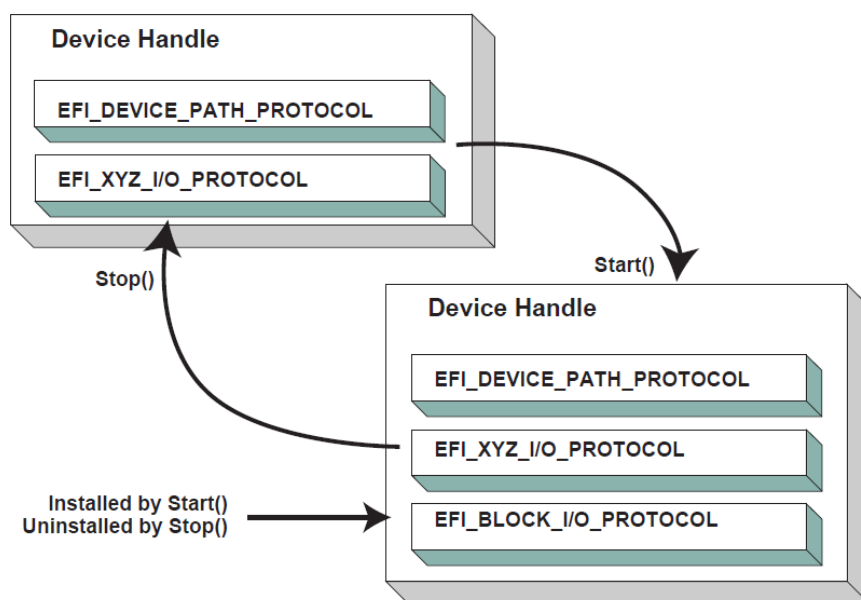 Device Handle
EFI_DEVICE_PATH_PROTOCOL
EFI_XYZ_I/O_PROTOCOL
Stop()
Start()
Device Handle
EFI_DEVICE_PATH_PROTOCOL
EFI_XYZ_I/O_PROTOCOL
Installed by Start()
Uninstalled by Stop()
EFI_BLOCK_I/O_PROTOCOL